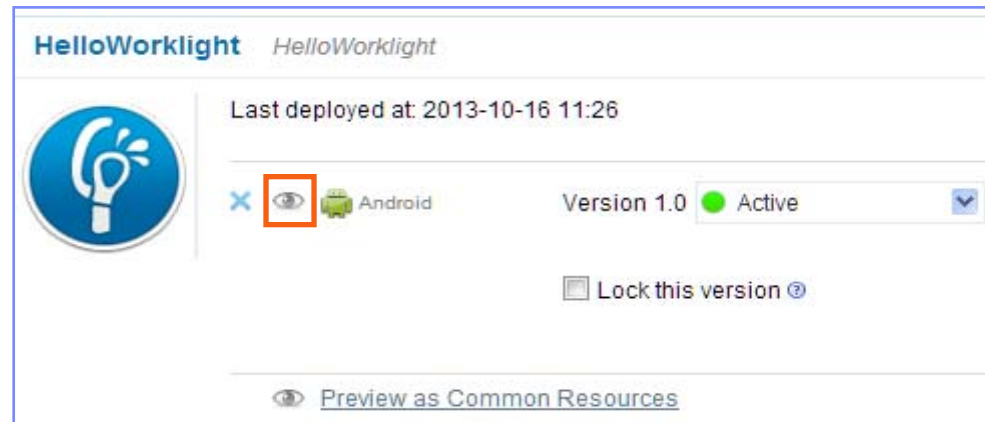 HelloWorklight HelloWorklight
Last deployed at: 2013-10-16 11:26
Android Version 1.0 Active
Lock this version ?
Preview as Common Resources